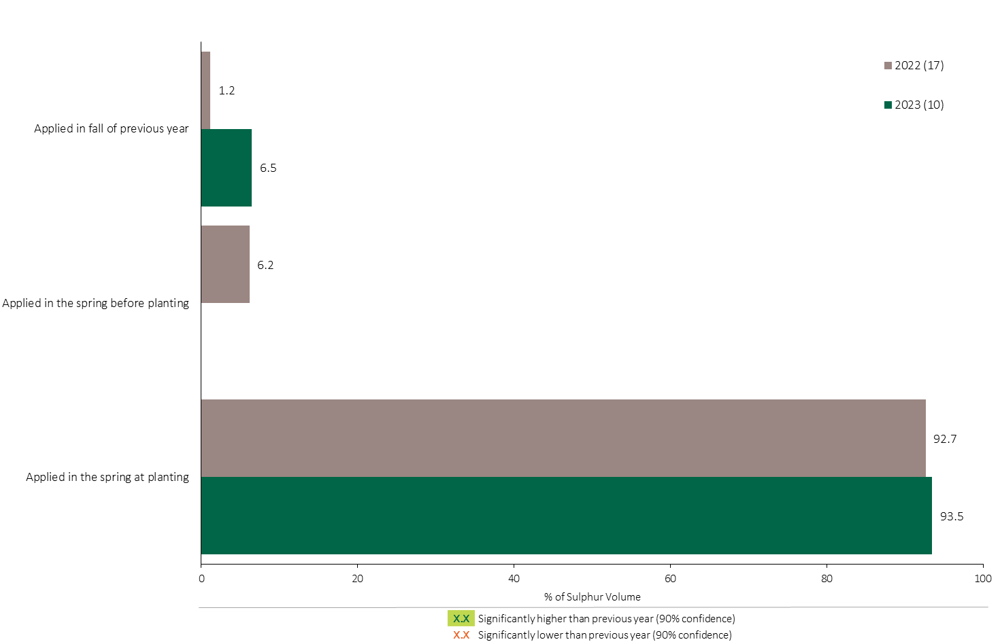 2022 (17)
1.2
2023 (10)
Applied in fall of previous year
6.5
6.2
Applied in the spring before planting
92.7
Applied in the spring at planting
93.5
0 20 40 60 80 100
% of Sulphur Volume
X.X Significantly higher than previous year (90% confidence)
X.X Significantly lower than previous year (90% confidence)